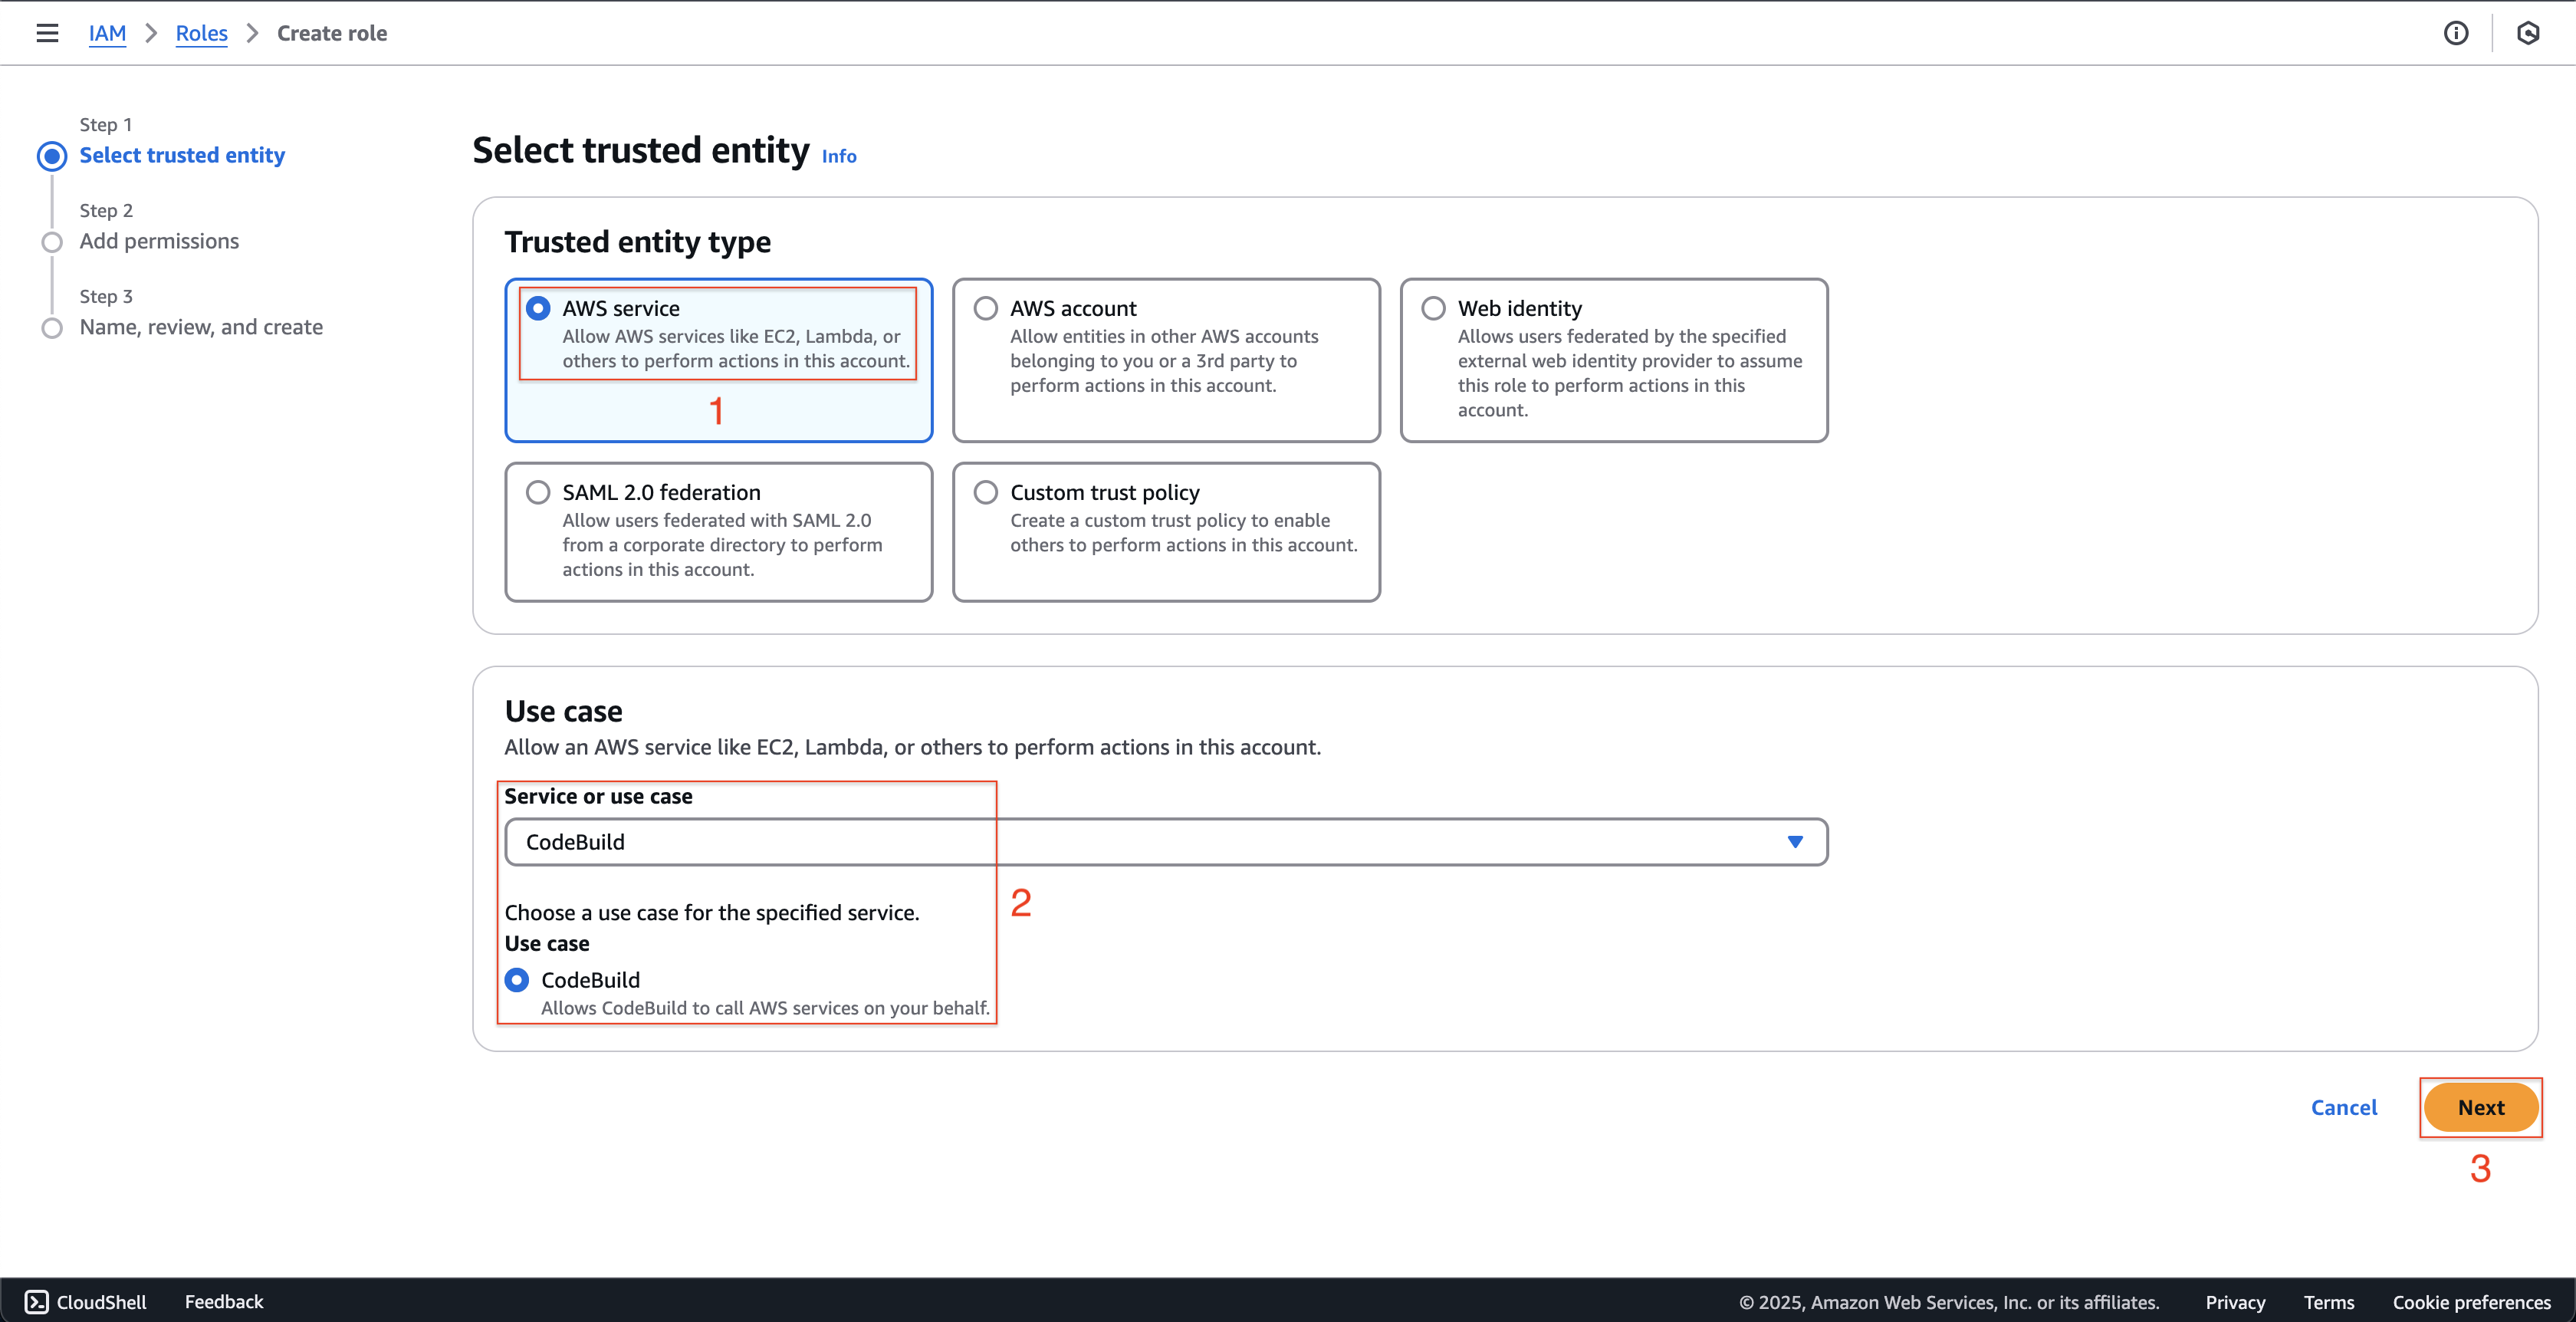 IAM > Roles > Create role
Step 1
Select trusted entity
Step 2
Add permissions
Step 3
Name, review, and create
Select trusted entity Info
Trusted entity type
AWS service
Allow AWS services like EC2, Lambda, or
others to perform actions in this account.
1
AWS account
Allow entities in other AWS accounts
belonging to you or a 3rd party to
perform actions in this account.
Web identity
Allows users federated by the specified
external web identity provider to assume
this role to perform actions in this
account.
SAML 2.0 federation
Allow users federated with SAML 2.0
from a corporate directory to perform
actions in this account.
Custom trust policy
Create a custom trust policy to enable
others to perform actions in this account.
Use case
Allow an AWS service like EC2, Lambda, or others to perform actions in this account.
Service or use case
CodeBuild
2
Choose a use case for the specified service.
Use case
CodeBuild
Allows CodeBuild to call AWS services on your behalf.
Cancel Next
3
CloudShell Feedback © 2025, Amazon Web Services, Inc. or its affiliates. Privacy Terms Cookie preferences